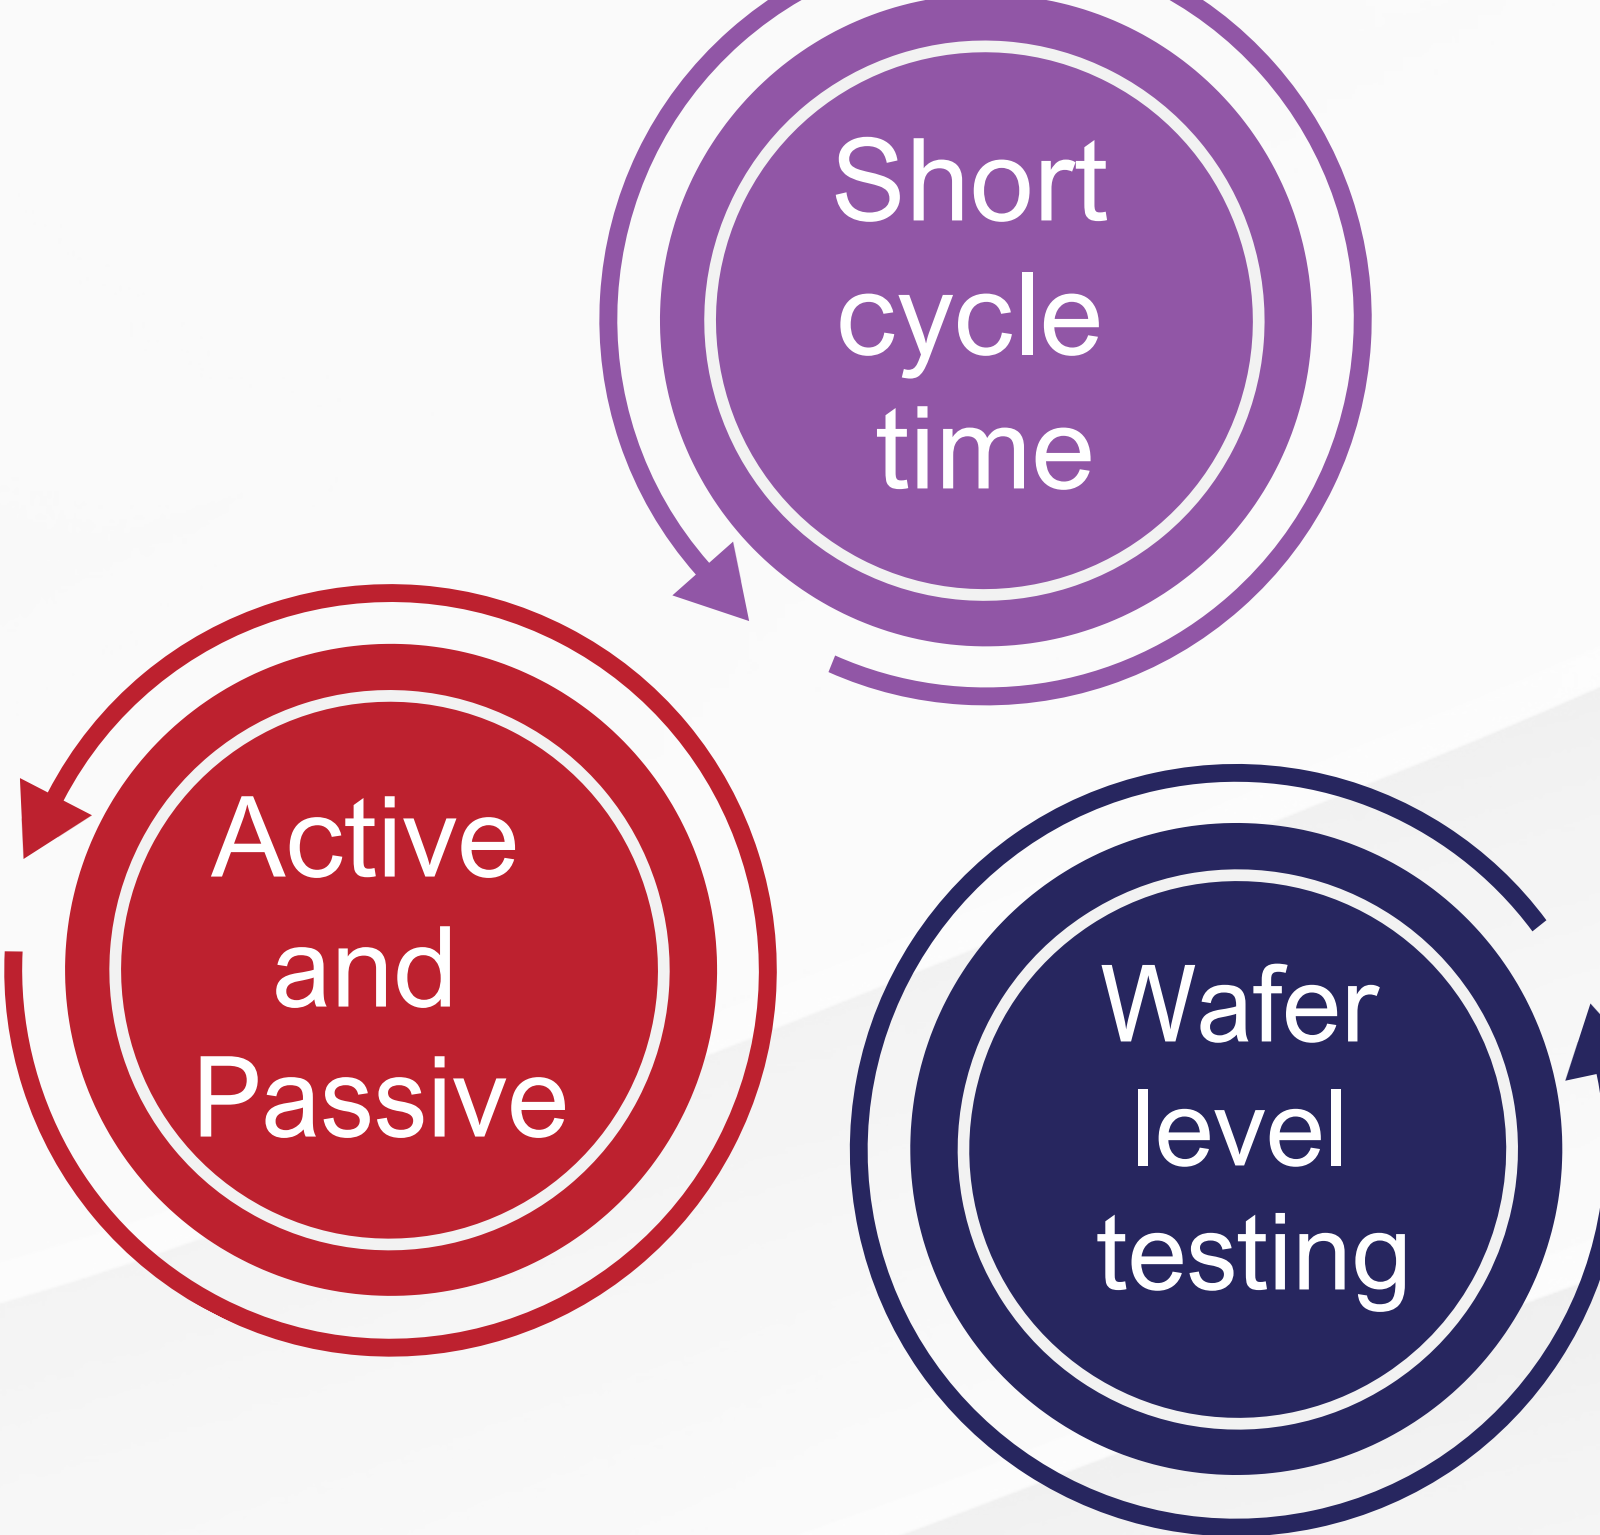 Short
cycle
time
Active
and
Passive
Wafer
level
testing